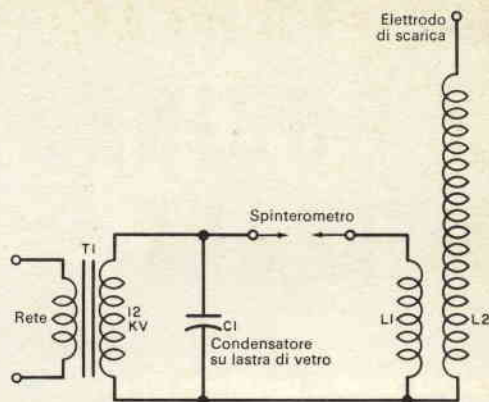 Elettrodo
di scarica
Spinterometro
T1
Rete
12
KV
C1
Condensatore
su lastra di vetro
L1
L2